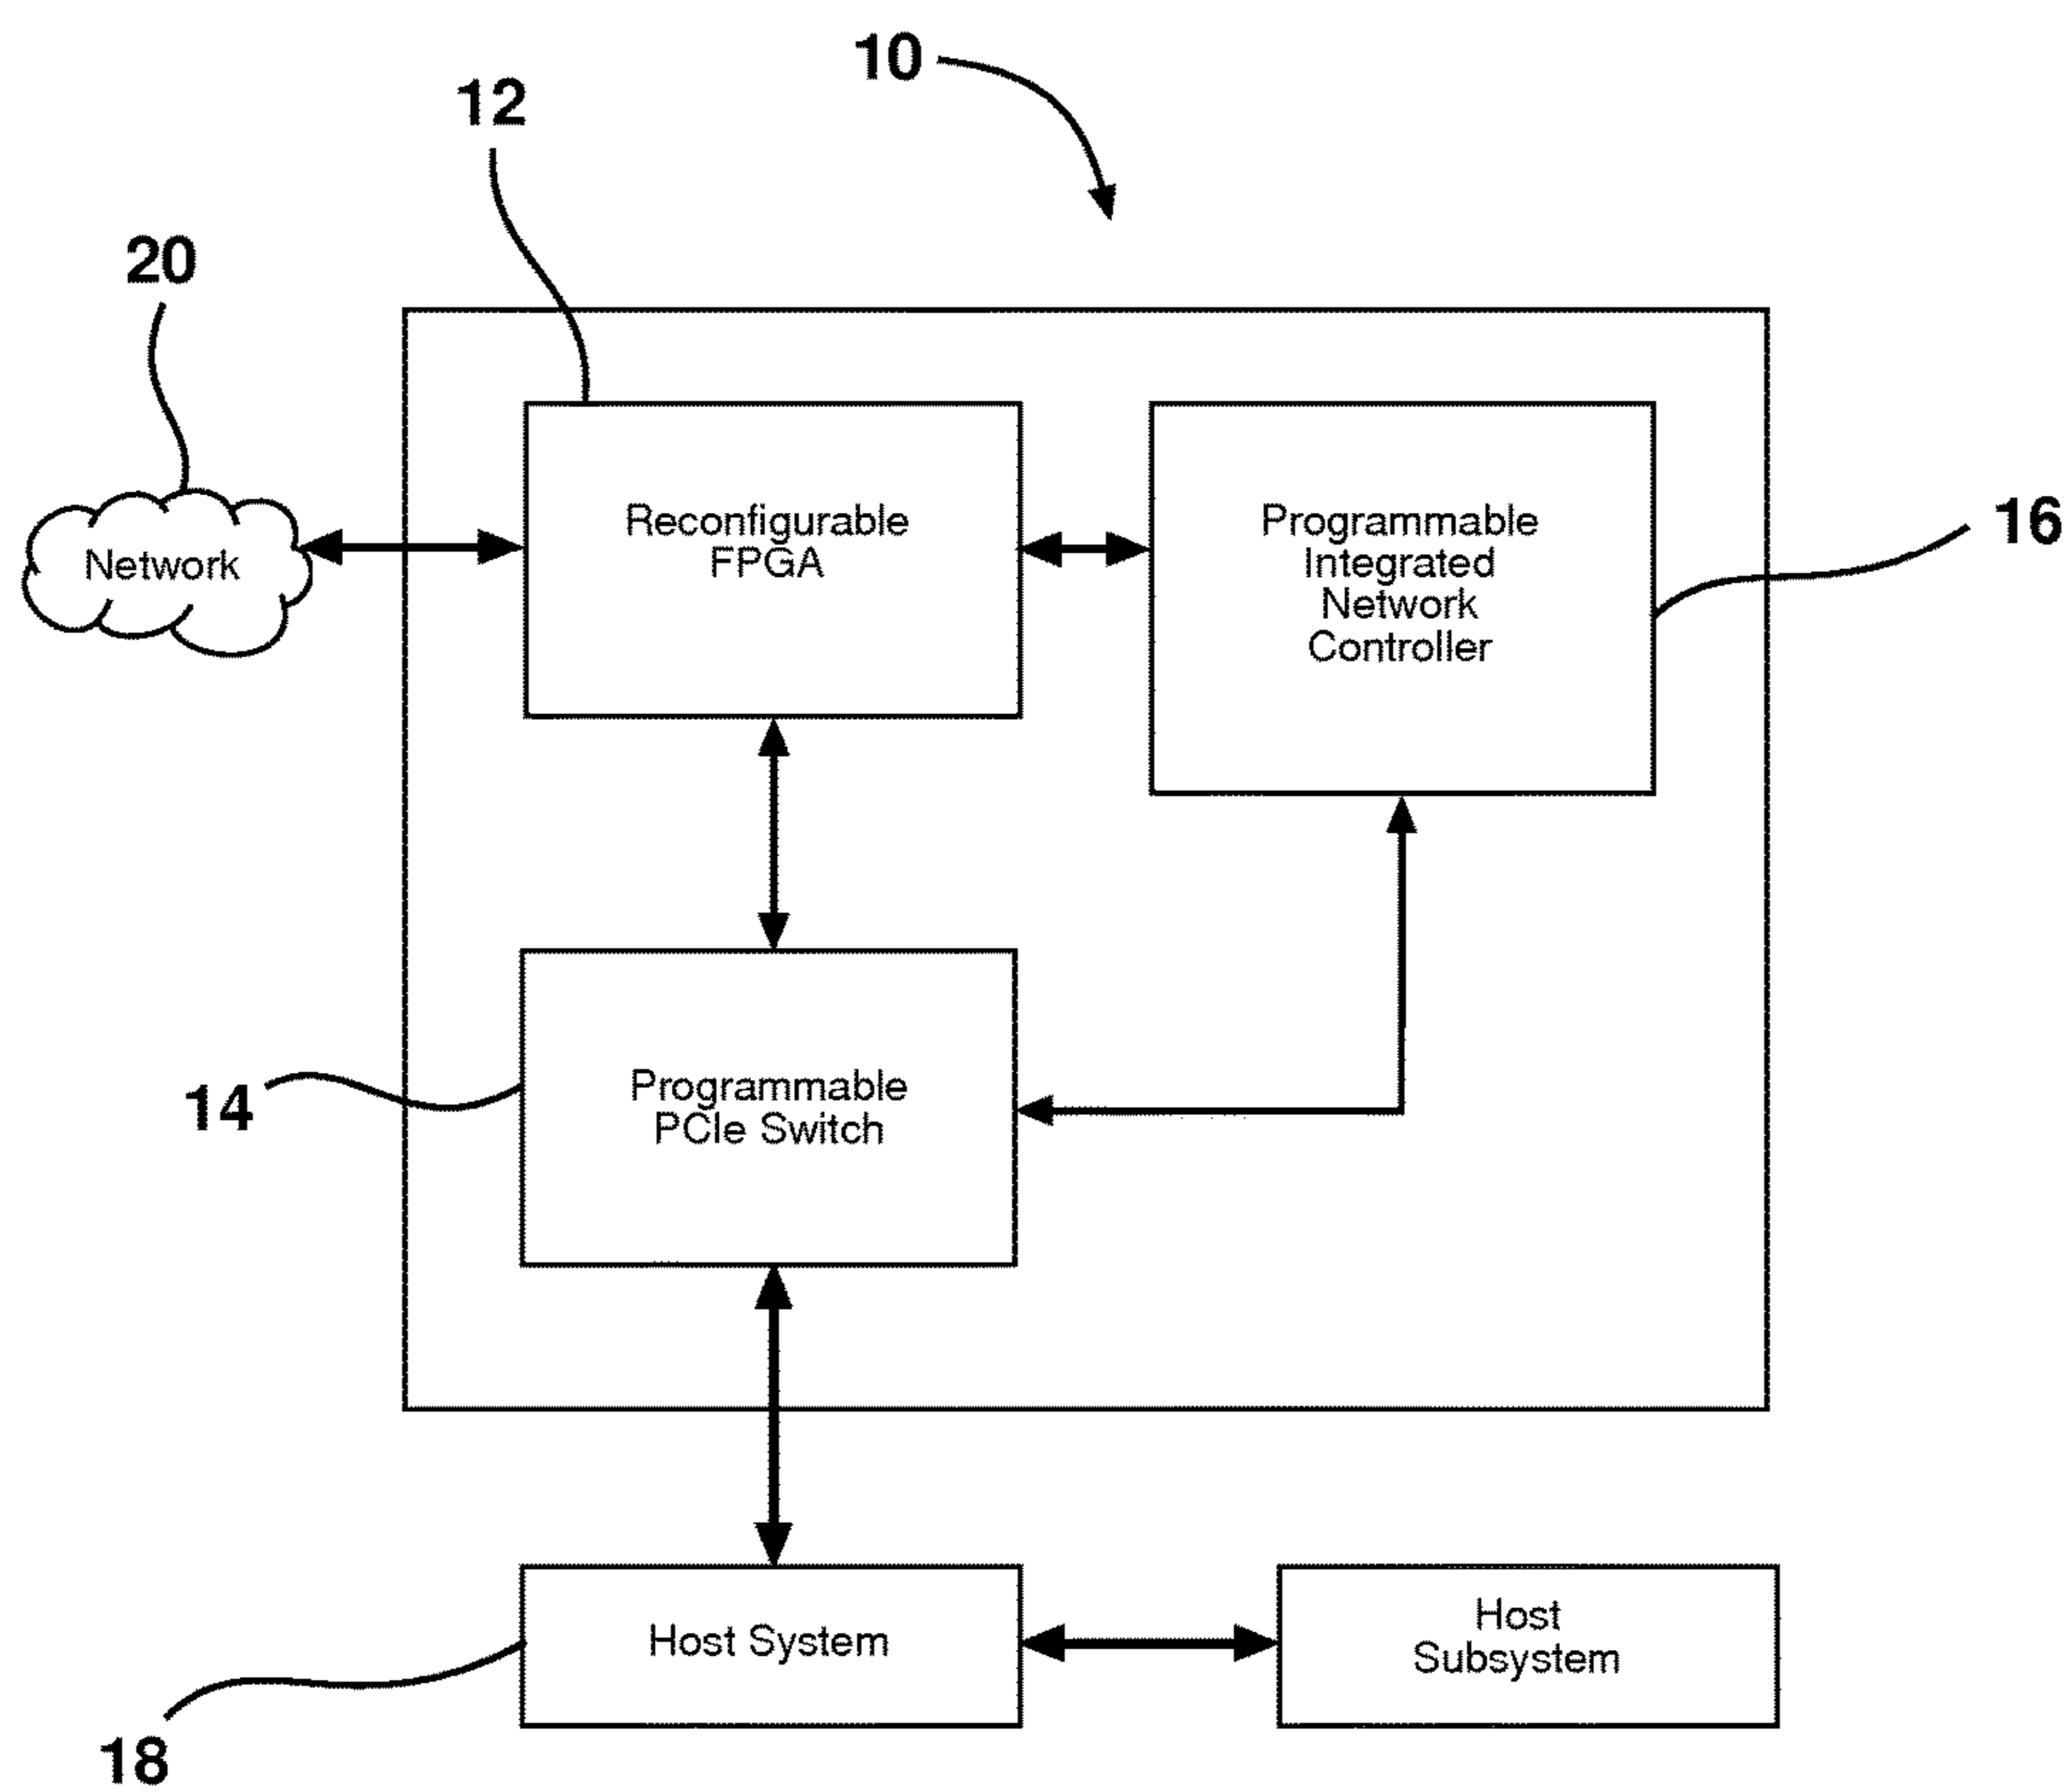 10
12
20
Reconfigurable
FPGA
Programmable
Integrated
Network
Controller
16
Network
14
Programmable
PCIe Switch
Host System
Host
Subsystem
18